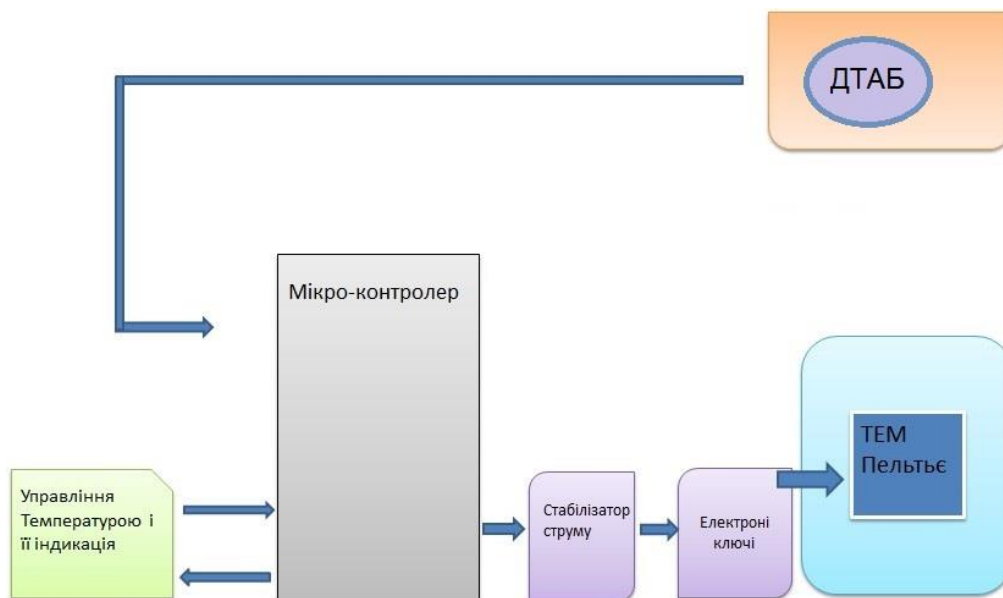 ДТАБ
Мікро-контролер
ТЕМ
Пельтьє
Управління
Температурою і
її індикація
Стабілізатор
струму
Електроні
ключі